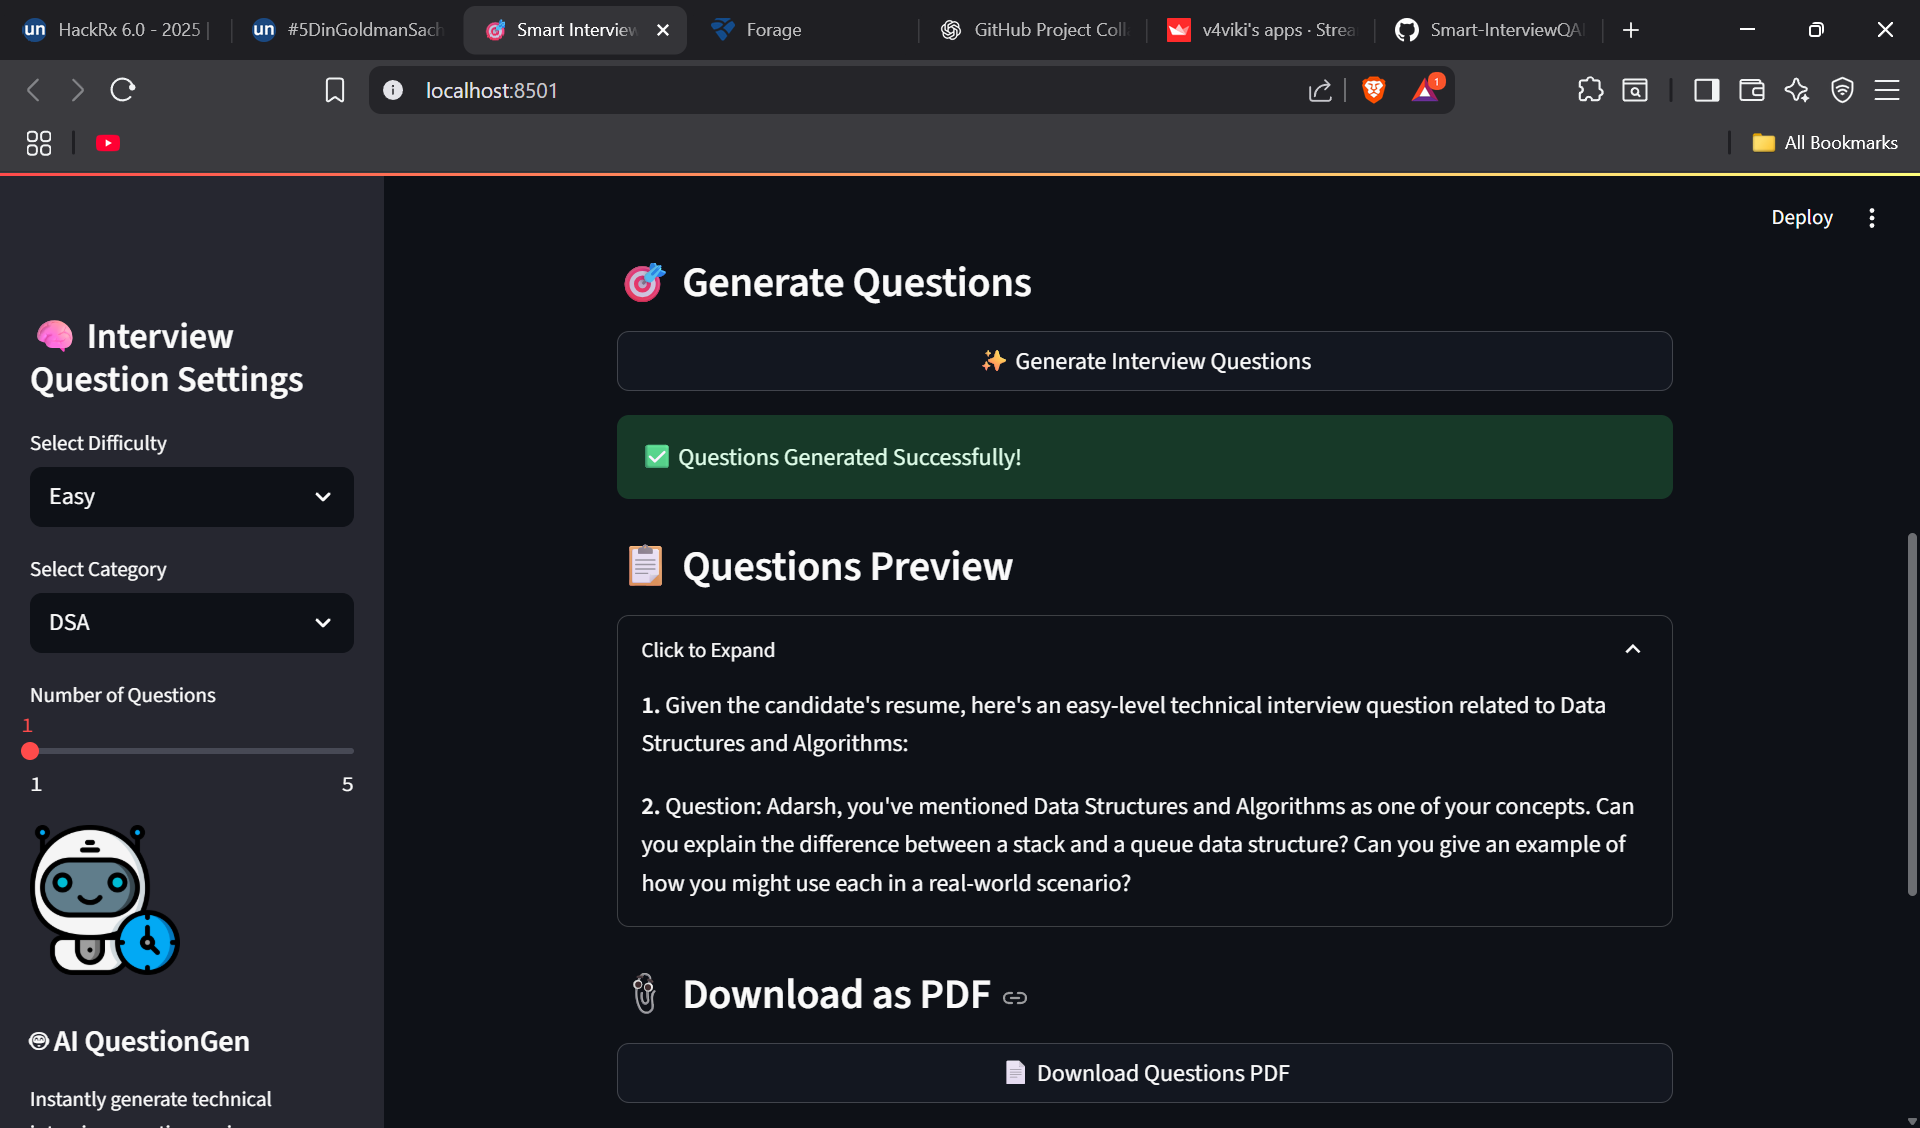 un HackRx 6.0 - 2025 |
un #5DinGoldmanSach
Smart Interview
Forage
GitHub Project Coll
v4viki's apps · Strea
Smart-InterviewQA
localhost:8501
1
All Bookmarks
Deploy
Interview
Question Settings
Select Difficulty
Easy
Select Category
DSA
Number of Questions
1
1 5
AI QuestionGen
Instantly generate technical
Generate Questions
Generate Interview Questions
Questions Generated Successfully!
Questions Preview
Click to Expand
1. Given the candidate's resume, here's an easy-level technical interview question related to Data
Structures and Algorithms:
2. Question: Adarsh, you've mentioned Data Structures and Algorithms as one of your concepts. Can
you explain the difference between a stack and a queue data structure? Can you give an example of
how you might use each in a real-world scenario?
Download as PDF
Download Questions PDF